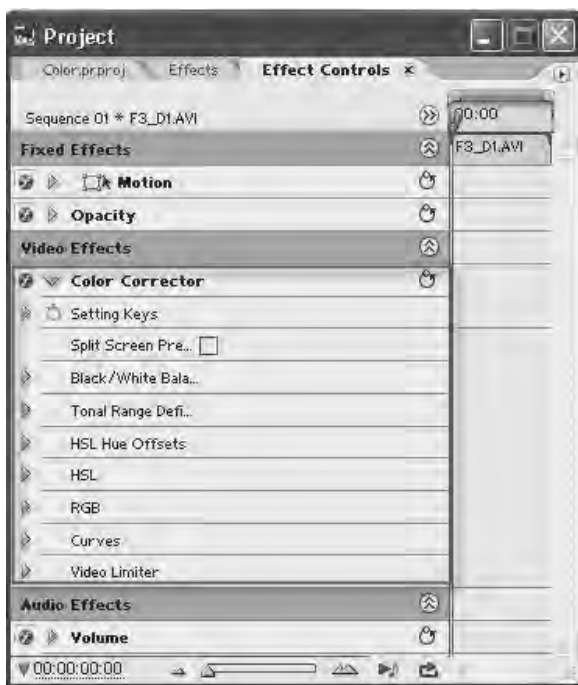 Project
Color.prproj Effects Effect Controls x
Sequence 01 * F3_D1.AVI
00:00
Fixed Effects
F3_D1.AVI
Motion
Opacity
Video Effects
Color Corrector
Setting Keys
Split Screen Pre...
Black/White Bala...
Tonal Range Defi...
HSL Hue Offsets
HSL
RGB
Curves
Video Limiter
Audio Effects
Volume
00:00:00:00